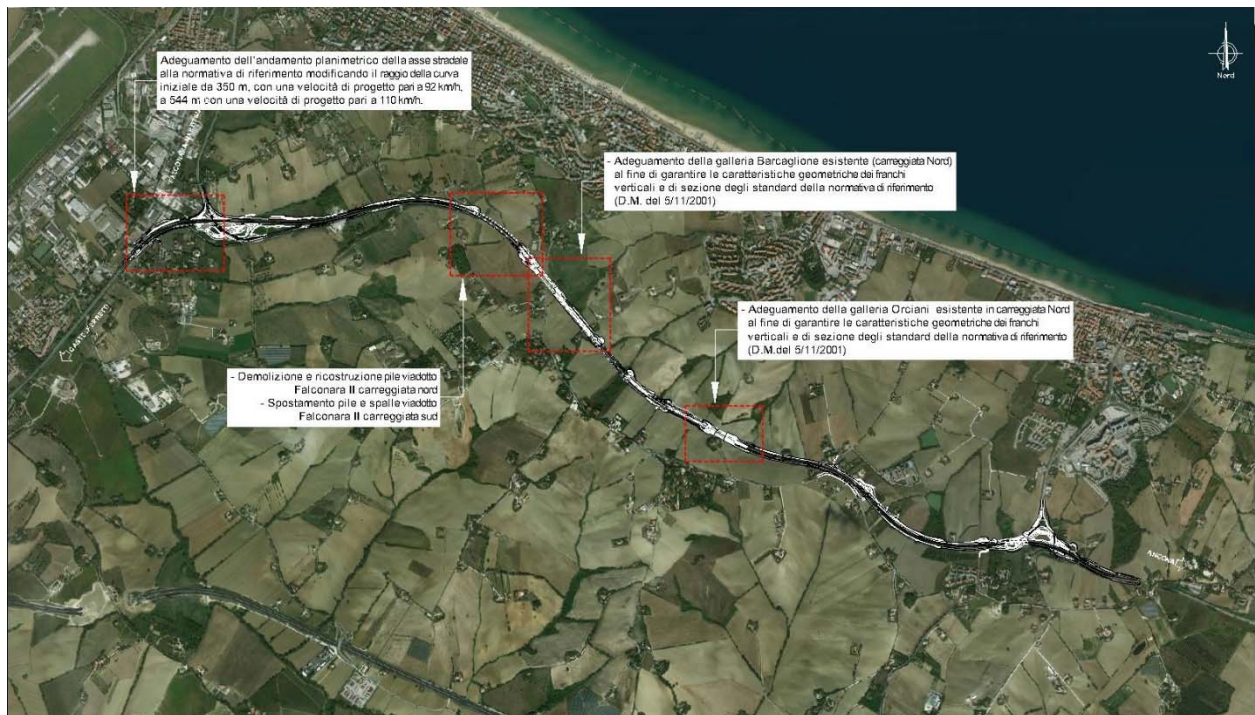 Nord
Adeguamento dell'andamento planimetrico della asse stradale
alla normativa di riferimento modificando il raggio della curva
iniziale da 350 m, con una velocità di progetto pari a 92 km/h,
a 544 m con una velocità di progetto pari a 110 km/h.
- Adeguamento della galleria Barcaglione esistente (carreggiata Nord)
al fine di garantire le caratteristiche geometriche dei franchi
verticali e di sezione degli standard della normativa di riferimento
(D.M. del 5/11/2001)
- Adeguamento della galleria Orciani esistente in carreggiata Nord
al fine di garantire le caratteristiche geometriche dei franchi
verticali e di sezione degli standard della normativa di riferimento
(D.M.del 5/11/2001)
- Demolizione e ricostruzione pile viadotto
Falconara II carreggiata nord
- Spostamento pile e spalle viadotto
Falconara II carreggiata sud
ANCONA